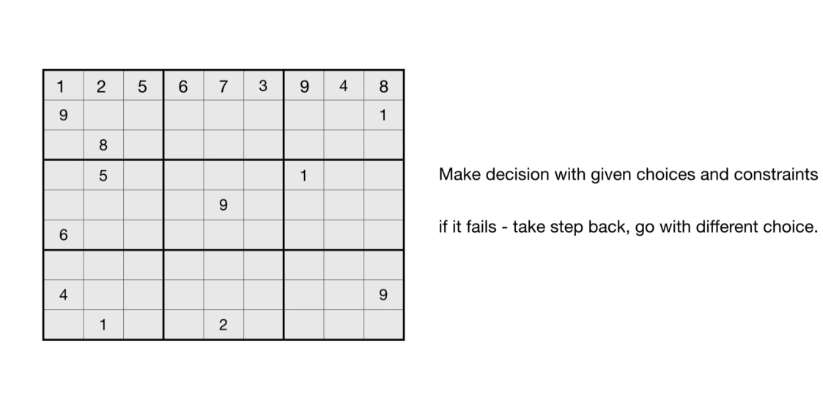 1 2 5 6 7 3 9 4 8
9 1
8
5 1
Make decision with given choices and constraints
9
if it fails - take step back, go with different choice.
6
4 9
1 2